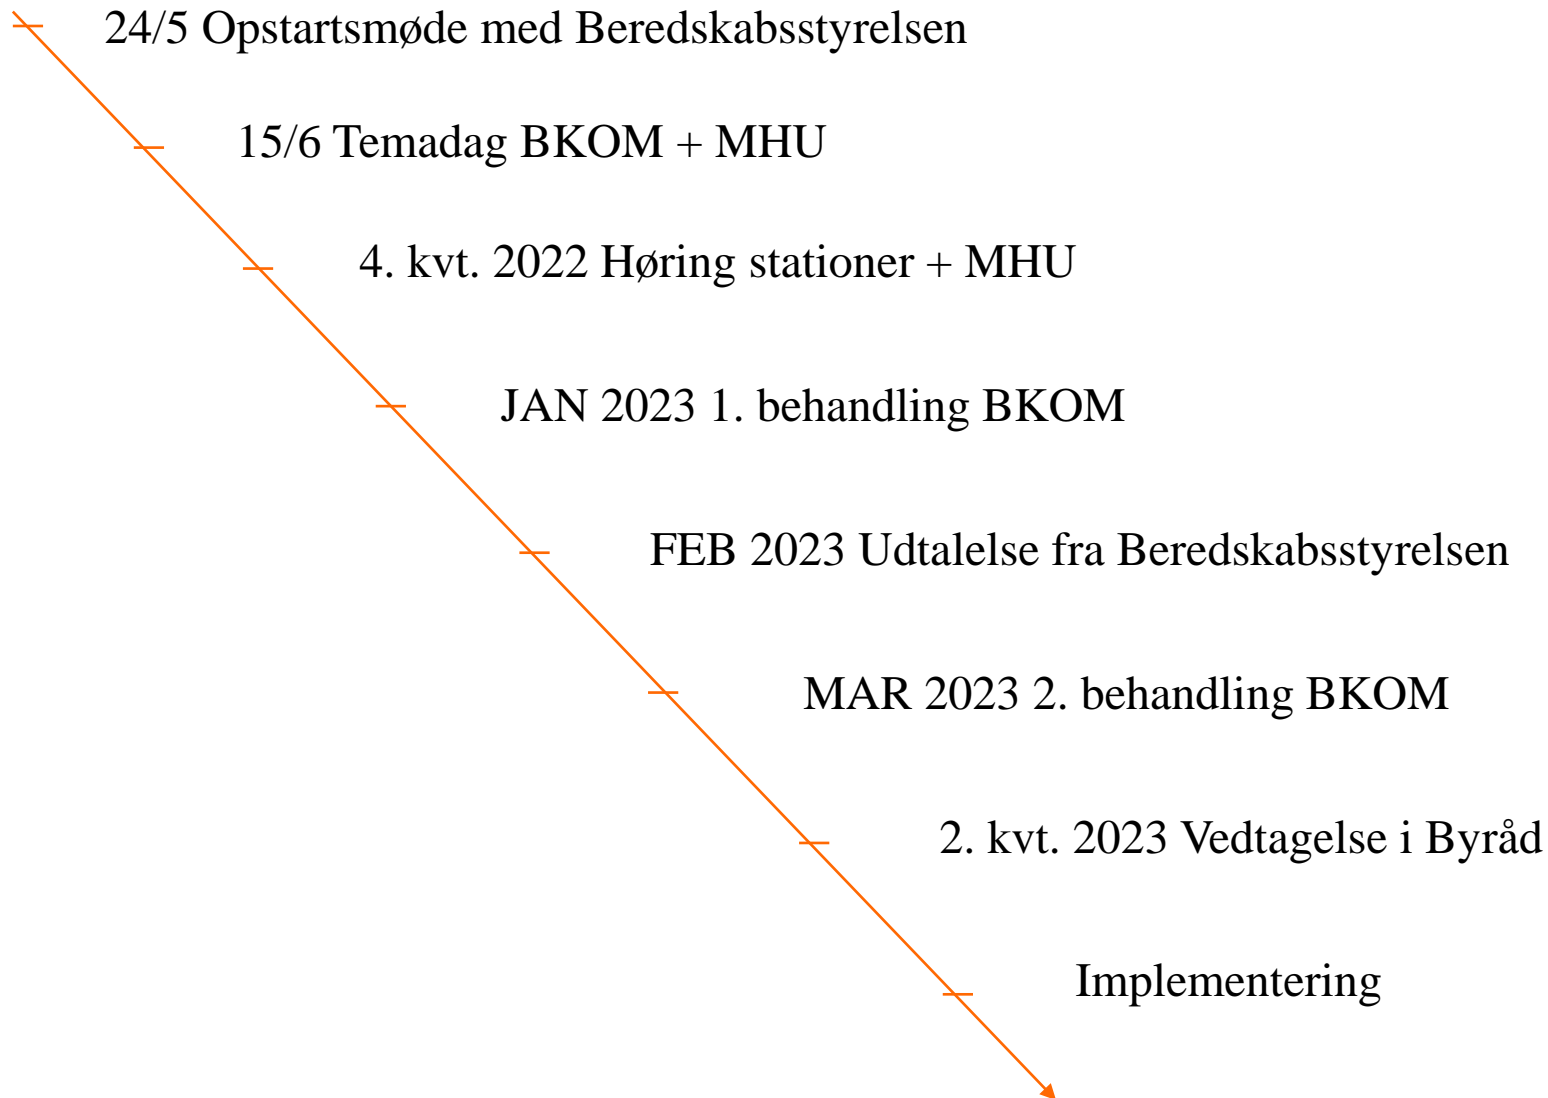 24/5 Opstartsmøde med Beredskabsstyrelsen
15/6 Temadag BKOM + MHU
4. kvt. 2022 Høring stationer + MHU
JAN 2023 1. behandling BKOM
FEB 2023 Udtalelse fra Beredskabsstyrelsen
MAR 2023 2. behandling BKOM
2. kvt. 2023 Vedtagelse i Byråd
Implementering